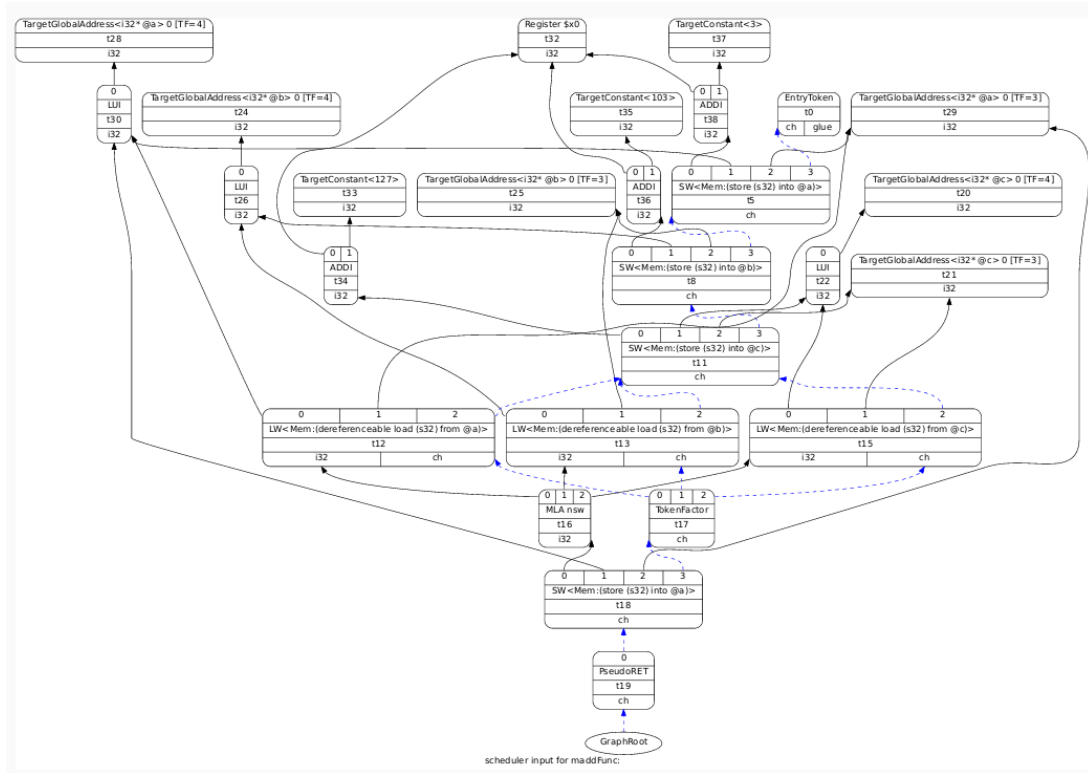 TargetGlobalAddress<i32* @a> 0 [TF=4]
t28
i32
Register $x0
t32
i32
TargetConstant<3>
t37
i32
0
LUI
t30
i32
TargetGlobalAddress<i32* @b> 0 [TF=4]
t24
i32
TargetConstant<103>
t35
i32
0 1
ADDI
t38
i32
EntryToken
t0
ch glue
TargetGlobalAddress<i32* @a> 0 [TF=3]
t29
i32
0
LUI
t26
i32
TargetConstant<127>
t33
i32
TargetGlobalAddress<i32* @b> 0 [TF=3]
t25
i32
0 1
ADDI
t36
i32
0 1 2 3
SW<Mem:(store (s32) into @a)>
t5
ch
TargetGlobalAddress<i32* @c> 0 [TF=4]
t20
i32
0 1
ADDI
t34
i32
0 1 2 3
SW<Mem:(store (s32) into @b)>
t8
ch
0
LUI
t22
i32
TargetGlobalAddress<i32* @c> 0 [TF=3]
t21
i32
0 1 2 3
SW<Mem:(store (s32) into @c)>
t11
ch
0 1 2
LW<Mem:(dereferenceable load (s32) from @a)>
t12
i32 ch
0 1 2
LW<Mem:(dereferenceable load (s32) from @b)>
t13
i32 ch
0 1 2
LW<Mem:(dereferenceable load (s32) from @c)>
t15
i32 ch
0 1 2
MLA nsw
t16
i32
0 1 2
TokenFactor
t17
ch
0 1 2 3
SW<Mem:(store (s32) into @a)>
t18
ch
0
PseudoRET
t19
ch
GraphRoot
scheduler input for maddFunc: